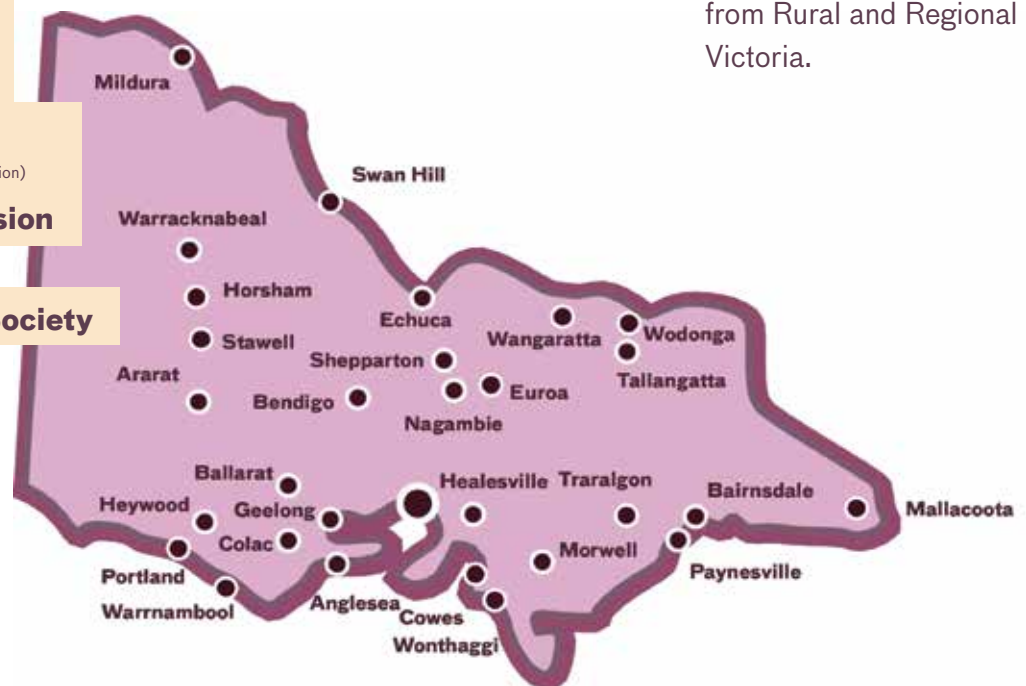 from Rural and Regional
Victoria.
ion)
sion
ociety
Mildura
Swan Hill
Warracknabeal
Horsham
Echuca
Wangaratta
Wodonga
Stawell
Shepparton
Tallangatta
Ararat
Bendigo
Euroa
Nagambie
Ballarat
Healesville
Traralgon
Bairnsdale
Heywood
Geelong
Mallacoota
Colac
Morwell
Portland
Paynesville
Warrnambool
Anglesea
Cowes
Wonthaggi